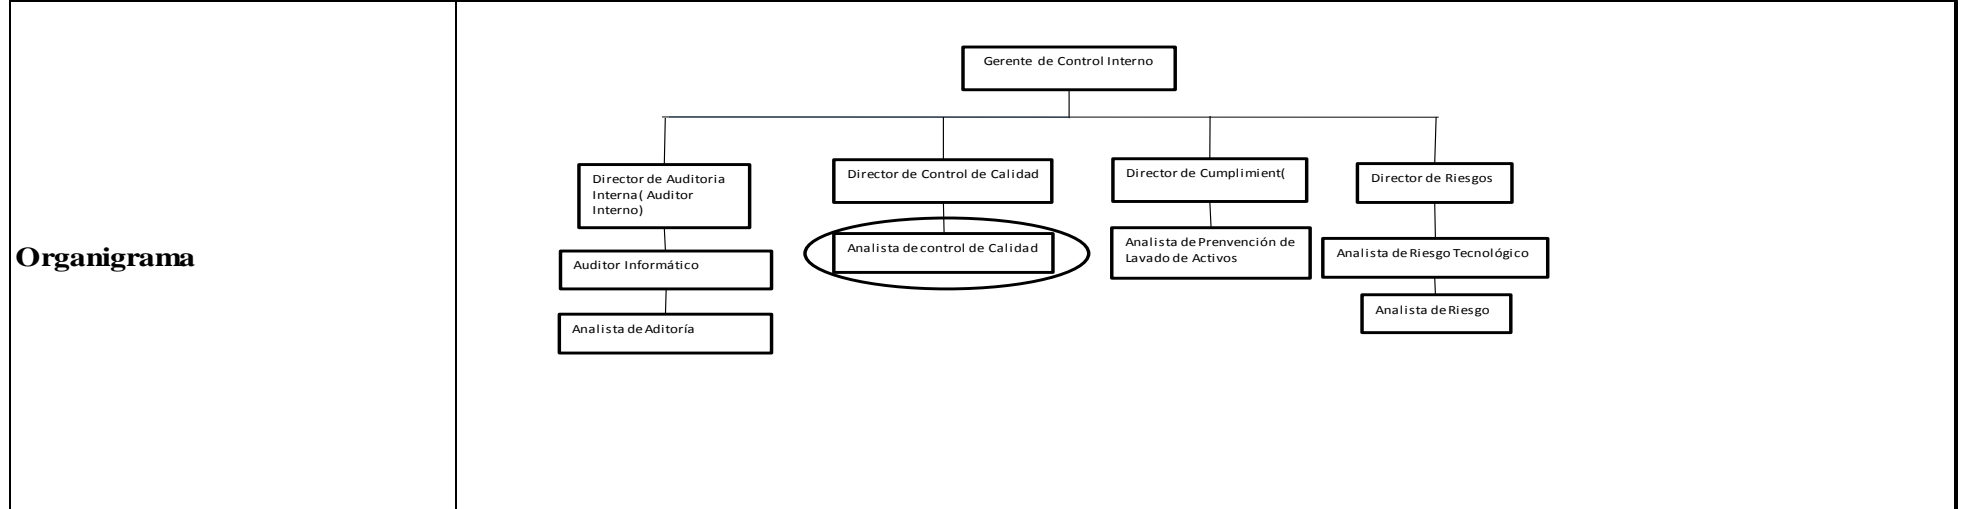 Organigrama
Gerente de Control Interno
Director de Auditoria
Interna( Auditor
Interno)
Auditor Informático
Analista de Aditoría
Director de Control de Calidad
Analista de control de Calidad
Director de Cumplimient(
Analista de Prenvención de
Lavado de Activos
Director de Riesgos
Analista de Riesgo Tecnológico
Analista de Riesgo